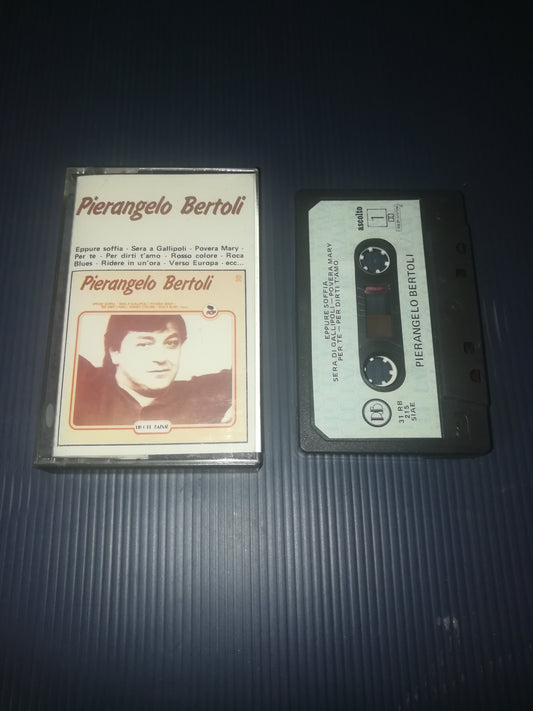 Pierangelo Bertoli
Eppure soffia - Sera a Gallipoli - Povera Mary -
Per te - Per dirti t'amo - Rosso colore - Roca
Blues - Ridere in un'ora - Verso Europa - ecc...
Pierangelo Bertoli
ascolto
1
EPPURE SOFFIA
SERA DI GALLIPOLI - POVERA MARY
PER TE - PER DIRTI T'AMO
PIERANGELO BERTOLI
31 RB
215
SIAE